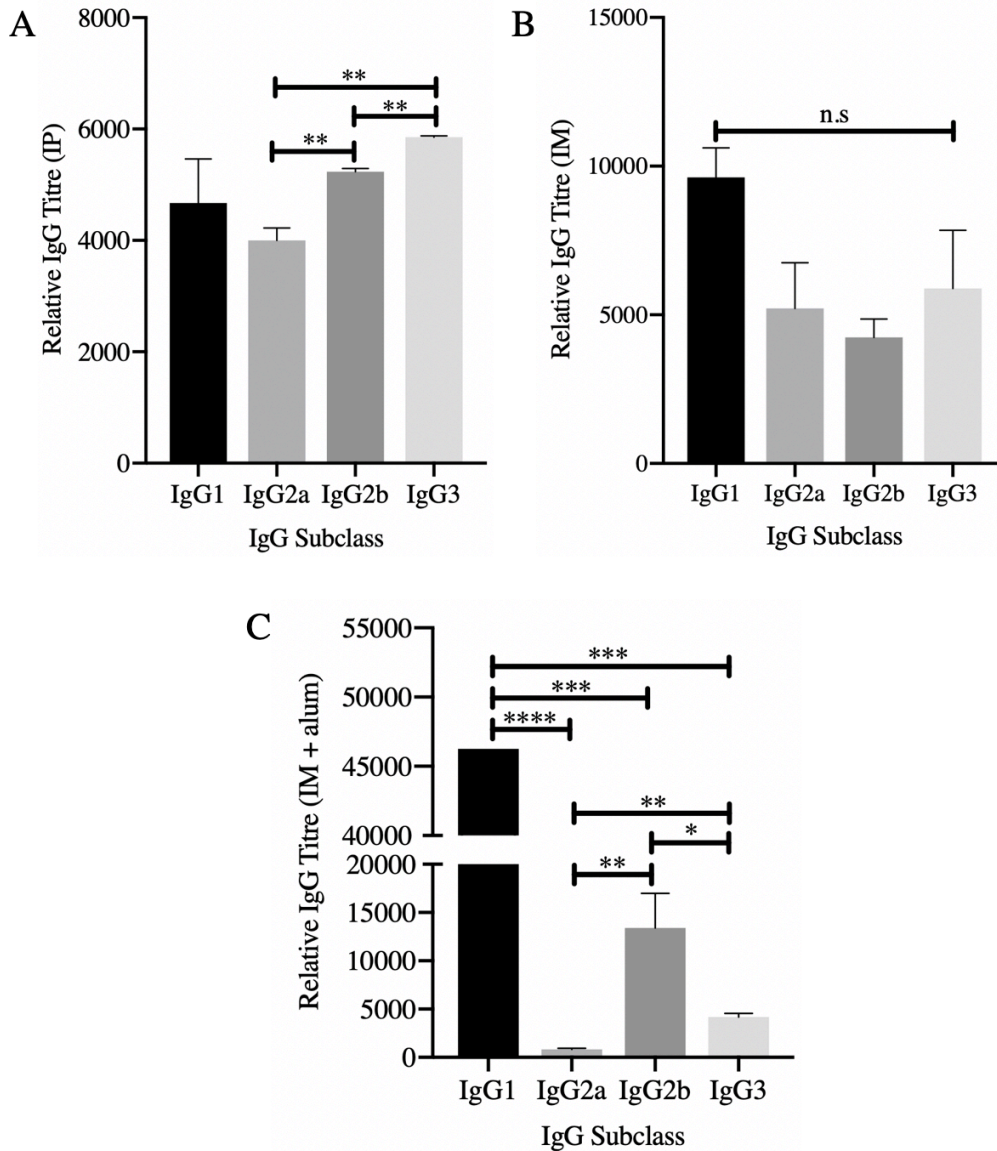 A
Relative IgG Titre (IP)
8000
6000
4000
2000
0
**
**
**
IgG1 IgG2a IgG2b IgG3
IgG Subclass
B
Relative IgG Titre (IM)
15000
10000
5000
0
n.s
IgG1 IgG2a IgG2b IgG3
IgG Subclass
C
Relative IgG Titre (IM + alum)
55000
50000
45000
40000
20000
15000
10000
5000
0
***
***
****
**
*
**
IgG1 IgG2a IgG2b IgG3
IgG Subclass